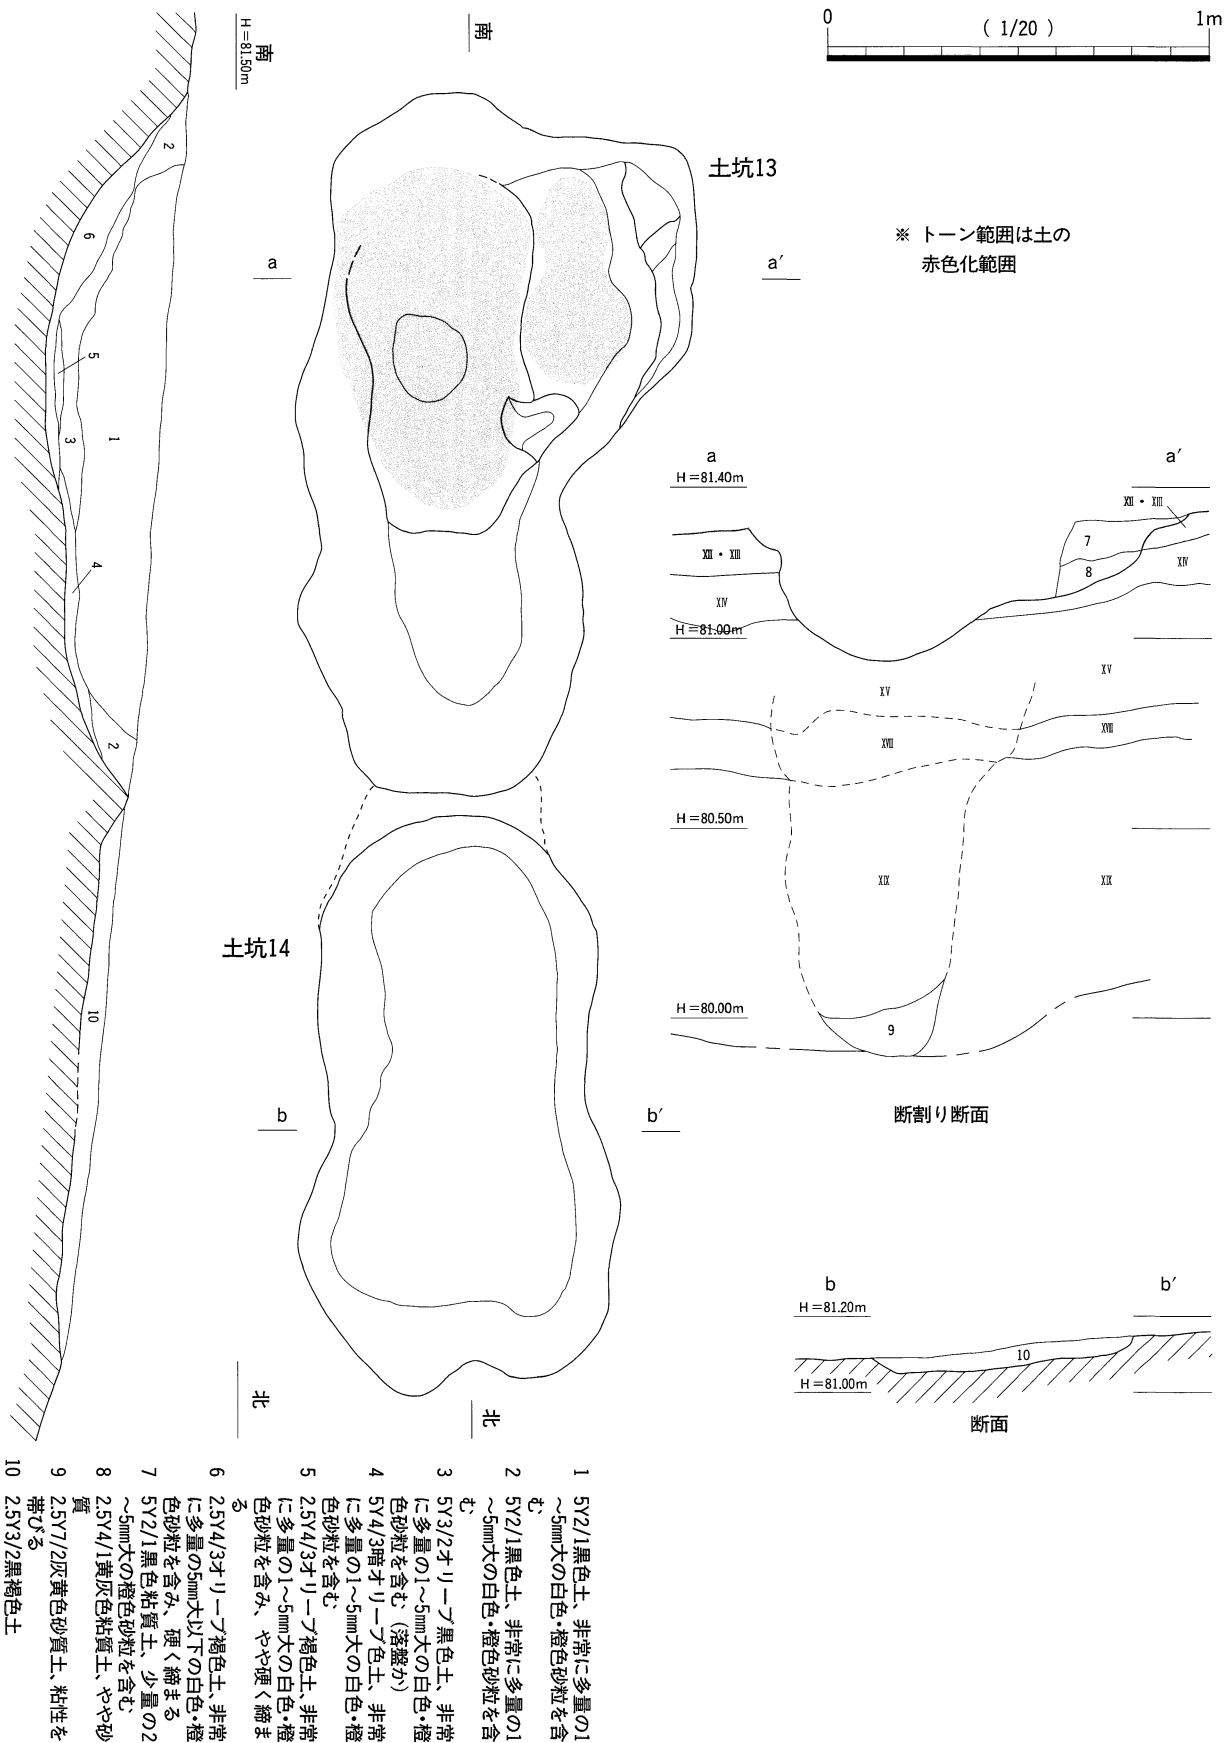 0
( 1/20 )
1m
南
H＝81.50m
南
土坑13
※ トーン範囲は土の
赤色化範囲
a
a′
2
6
5
3
1
4
2
10
a
H＝81.40m
a′
XII・XIII
7
8
XIV
XII・XIII
XIV
H＝81.00m
XV
XV
XVIII
XVIII
H＝80.50m
XIX
XIX
土坑14
H＝80.00m
9
断割り断面
b
b′
b
H＝81.20m
b′
10
H＝81.00m
断面
北
北
1 5Y2/1黒色土、非常に多量の1
～5mm大の白色・橙色砂粒を含
む
2 5Y2/1黒色土、非常に多量の1
～5mm大の白色・橙色砂粒を含
む
3 5Y3/2オリーブ黒色土、非常
に多量の1～5mm大の白色・橙
色砂粒を含む（落盤か）
4 5Y4/3暗オリーブ色土、非常
に多量の1～5mm大の白色・橙
色砂粒を含む
5 2.5Y4/3オリーブ褐色土、非常
に多量の1～5mm大の白色・橙
色砂粒を含み、やや硬く締ま
る
6 2.5Y4/3オリーブ褐色土、非常
に多量の5mm大以下の白色・橙
色砂粒を含み、硬く締まる
7 5Y2/1黒色粘質土、少量の2
～5mm大の橙色砂粒を含む
8 2.5Y4/1黄灰色粘質土、やや砂
質
9 2.5Y7/2灰黄色砂質土、粘性を
帯びる
10 2.5Y3/2黒褐色土